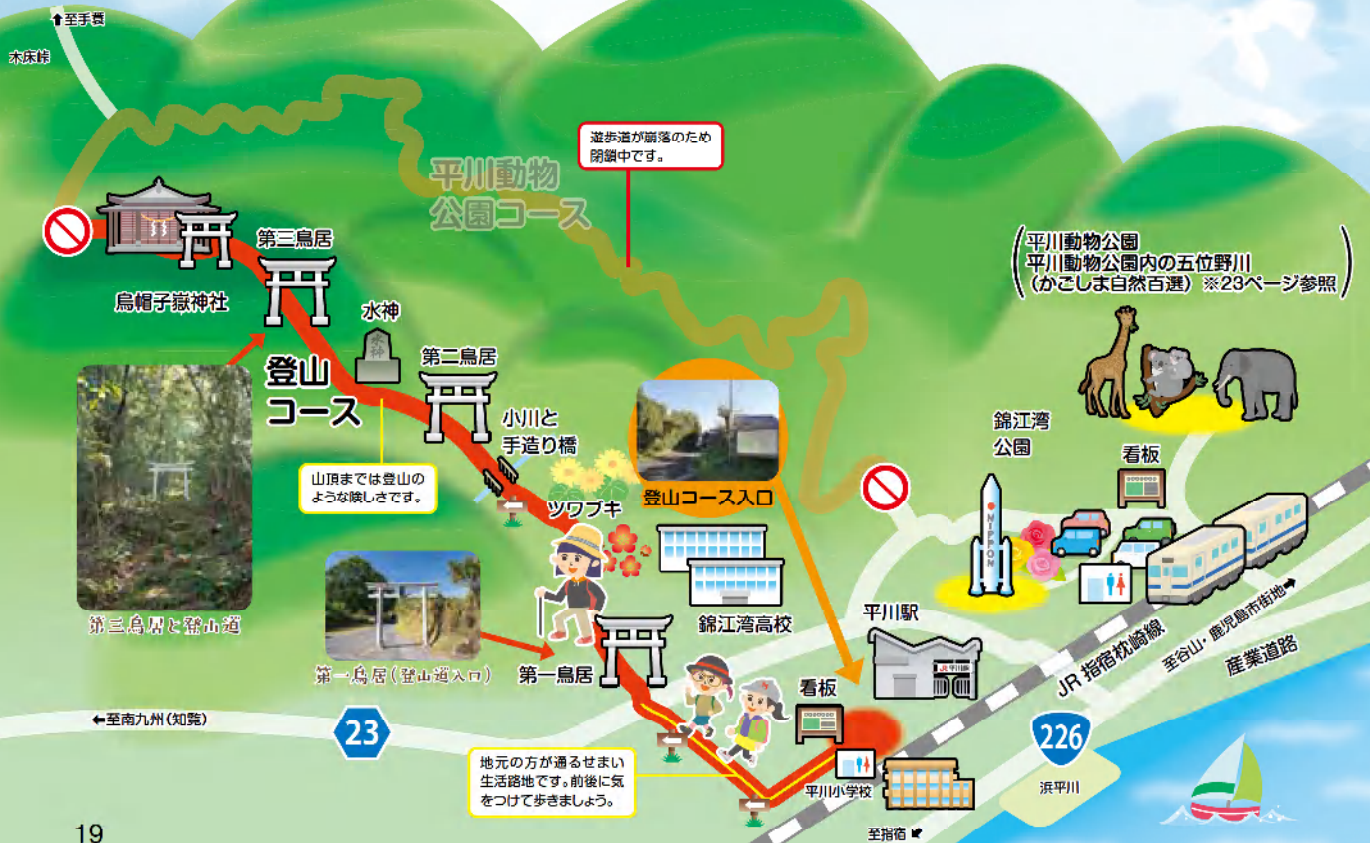 ↑至手蓑
木床峠
遊歩道が崩落のため
閉鎖中です。
平川動物
公園コース
第三鳥居
烏帽子嶽神社
平川動物公園
平川動物公園内の五位野川
(かごしま自然百選) ※23ページ参照
水神
水神
登山
コース
第二鳥居
小川と
手造り橋
山頂までは登山の
ような険しさです。
ツワブキ
登山コース入口
錦江湾
公園
看板
NIPPON
第三鳥居と登山道
錦江湾高校
平川駅
JR平川駅
第一鳥居(登山道入口)
第一鳥居
看板
JR 指宿枕崎線
至谷山・鹿児島市街地→
産業道路
←至南九州(知覧)
23
226
地元の方が通るせまい
生活路地です。前後に気
をつけて歩きましょう。
平川小学校
浜平川
至指宿↙
19